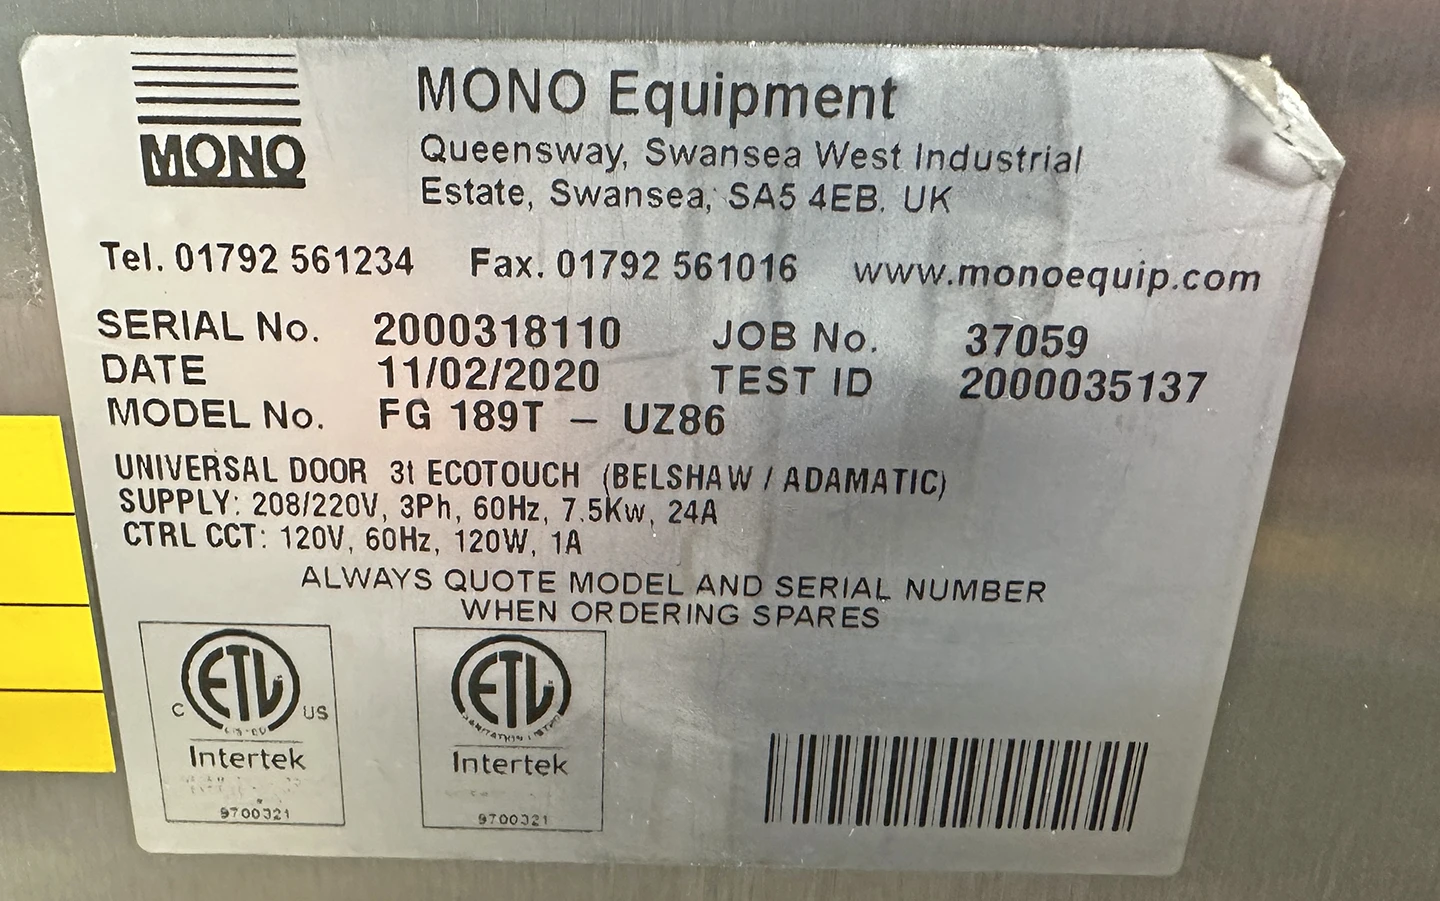 MONO
MONO Equipment
Queensway, Swansea West Industrial
Estate, Swansea, SA5 4EB. UK
Tel. 01792 561234 Fax. 01792 561016 www.monoequip.com
SERIAL No. 2000318110 JOB No. 37059
DATE 11/02/2020 TEST ID 2000035137
MODEL No. FG 189T – UZ86
UNIVERSAL DOOR 3t ECOTOUCH (BELSHAW / ADAMATIC)
SUPPLY: 208/220V, 3Ph, 60Hz, 7.5Kw, 24A
CTRL CCT: 120V, 60Hz, 120W, 1A
ALWAYS QUOTE MODEL AND SERIAL NUMBER
WHEN ORDERING SPARES
ETL ETL
C US SANITATION LISTED
Intertek Intertek
9700321 9700321